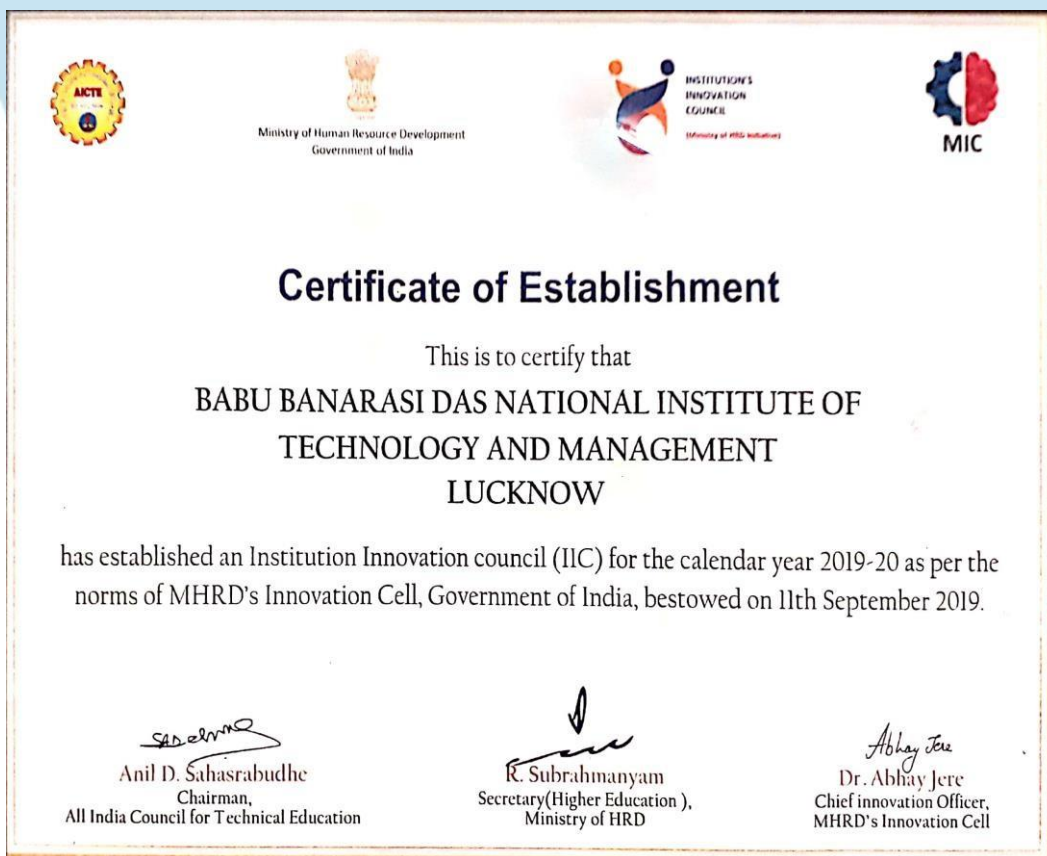 AICTE
Ministry of Human Resource Development
Government of India
INSTITUTION'S
INNOVATION
COUNCIL
(Ministry of HRD Initiative)
MIC
Certificate of Establishment
This is to certify that
BABU BANARASI DAS NATIONAL INSTITUTE OF
TECHNOLOGY AND MANAGEMENT
LUCKNOW
has established an Institution Innovation council (IIC) for the calendar year 2019-20 as per the
norms of MHRD's Innovation Cell, Government of India, bestowed on 11th September 2019.
Abhay Jere
Anil D. Sahasrabudhe
Chairman,
All India Council for Technical Education
R. Subrahmanyam
Secretary(Higher Education ),
Ministry of HRD
Dr. Abhay Jere
Chief innovation Officer,
MHRD's Innovation Cell